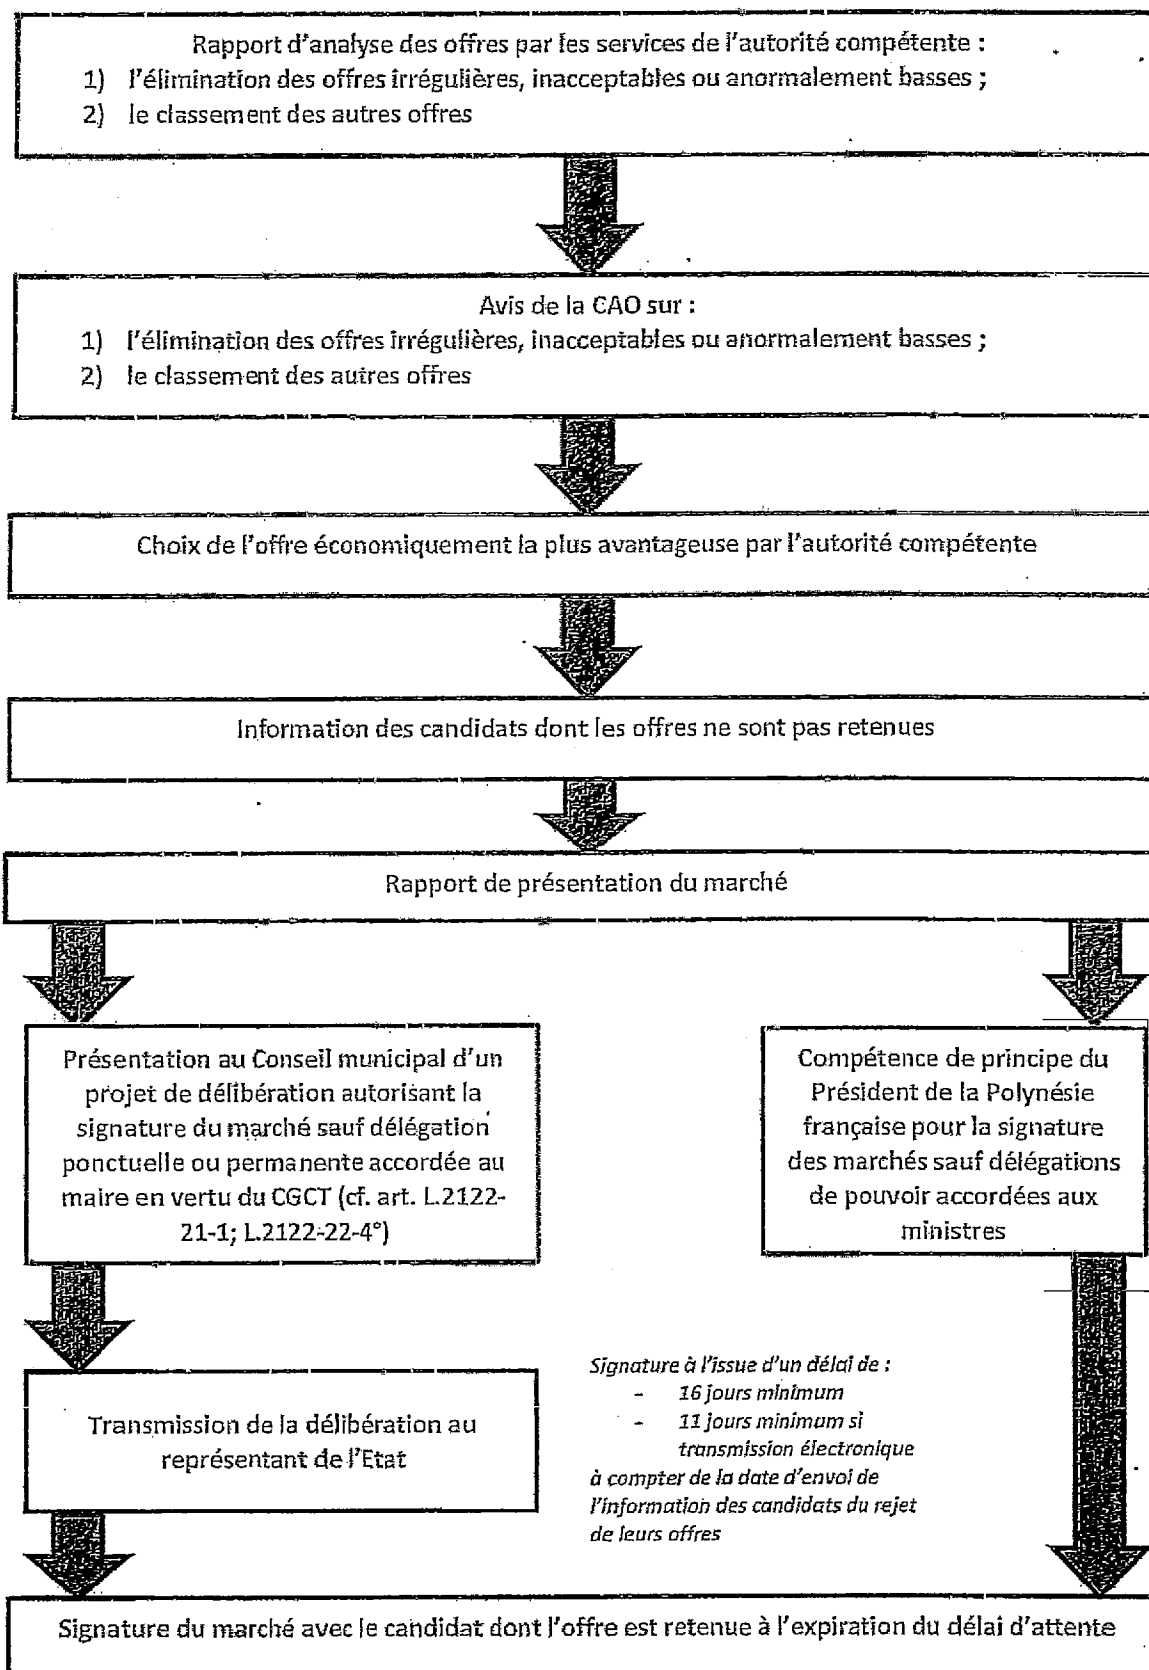 Rapport d'analyse des offres par les services de l'autorité compétente :
1) l'élimination des offres irrégulières, inacceptables ou anormalement basses ;
2) le classement des autres offres
Avis de la CAO sur :
1) l'élimination des offres irrégulières, inacceptables ou anormalement basses ;
2) le classement des autres offres
Choix de l'offre économiquement la plus avantageuse par l'autorité compétente
Information des candidats dont les offres ne sont pas retenues
Rapport de présentation du marché
Présentation au Conseil municipal d'un
projet de délibération autorisant la
signature du marché sauf délégation
ponctuelle ou permanente accordée au
maire en vertu du CGCT (cf. art. L.2122-
21-1; L.2122-22-4°)
Compétence de principe du
Président de la Polynésie
française pour la signature
des marchés sauf délégations
de pouvoir accordées aux
ministres
Transmission de la délibération au
représentant de l'Etat
Signature à l'issue d'un délai de :
- 16 jours minimum
- 11 jours minimum si
transmission électronique
à compter de la date d'envoi de
l'information des candidats du rejet
de leurs offres
Signature du marché avec le candidat dont l'offre est retenue à l'expiration du délai d'attente